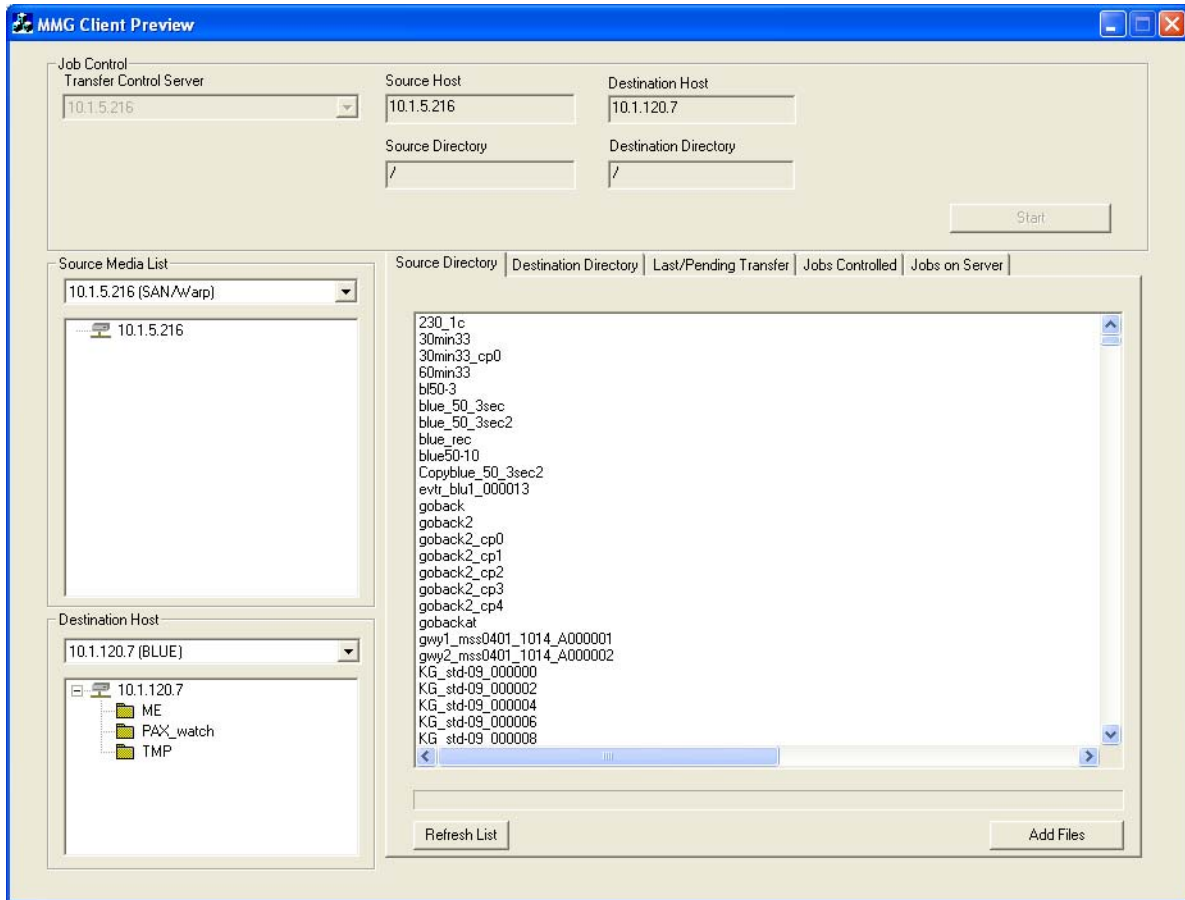 MMG Client Preview
Job Control
Transfer Control Server
10.1.5.216
Source Host
10.1.5.216
Destination Host
10.1.120.7
Source Directory
/
Destination Directory
/
Start
Source Media List
10.1.5.216 (SAN/Warp)
10.1.5.216
Destination Host
10.1.120.7 (BLUE)
10.1.120.7
ME
PAX_watch
TMP
Source Directory Destination Directory Last/Pending Transfer Jobs Controlled Jobs on Server
230_1c
30min33
30min33_cp0
60min33
bl50-3
blue_50_3sec
blue_50_3sec2
blue_rec
blue50-10
Copyblue_50_3sec2
evtr_blu1_000013
goback
goback2
goback2_cp0
goback2_cp1
goback2_cp2
goback2_cp3
goback2_cp4
gobackat
gwy1_mss0401_1014_A000001
gwy2_mss0401_1014_A000002
KG_std-09_000000
KG_std-09_000002
KG_std-09_000004
KG_std-09_000006
KG_std-09_000008
Refresh List
Add Files